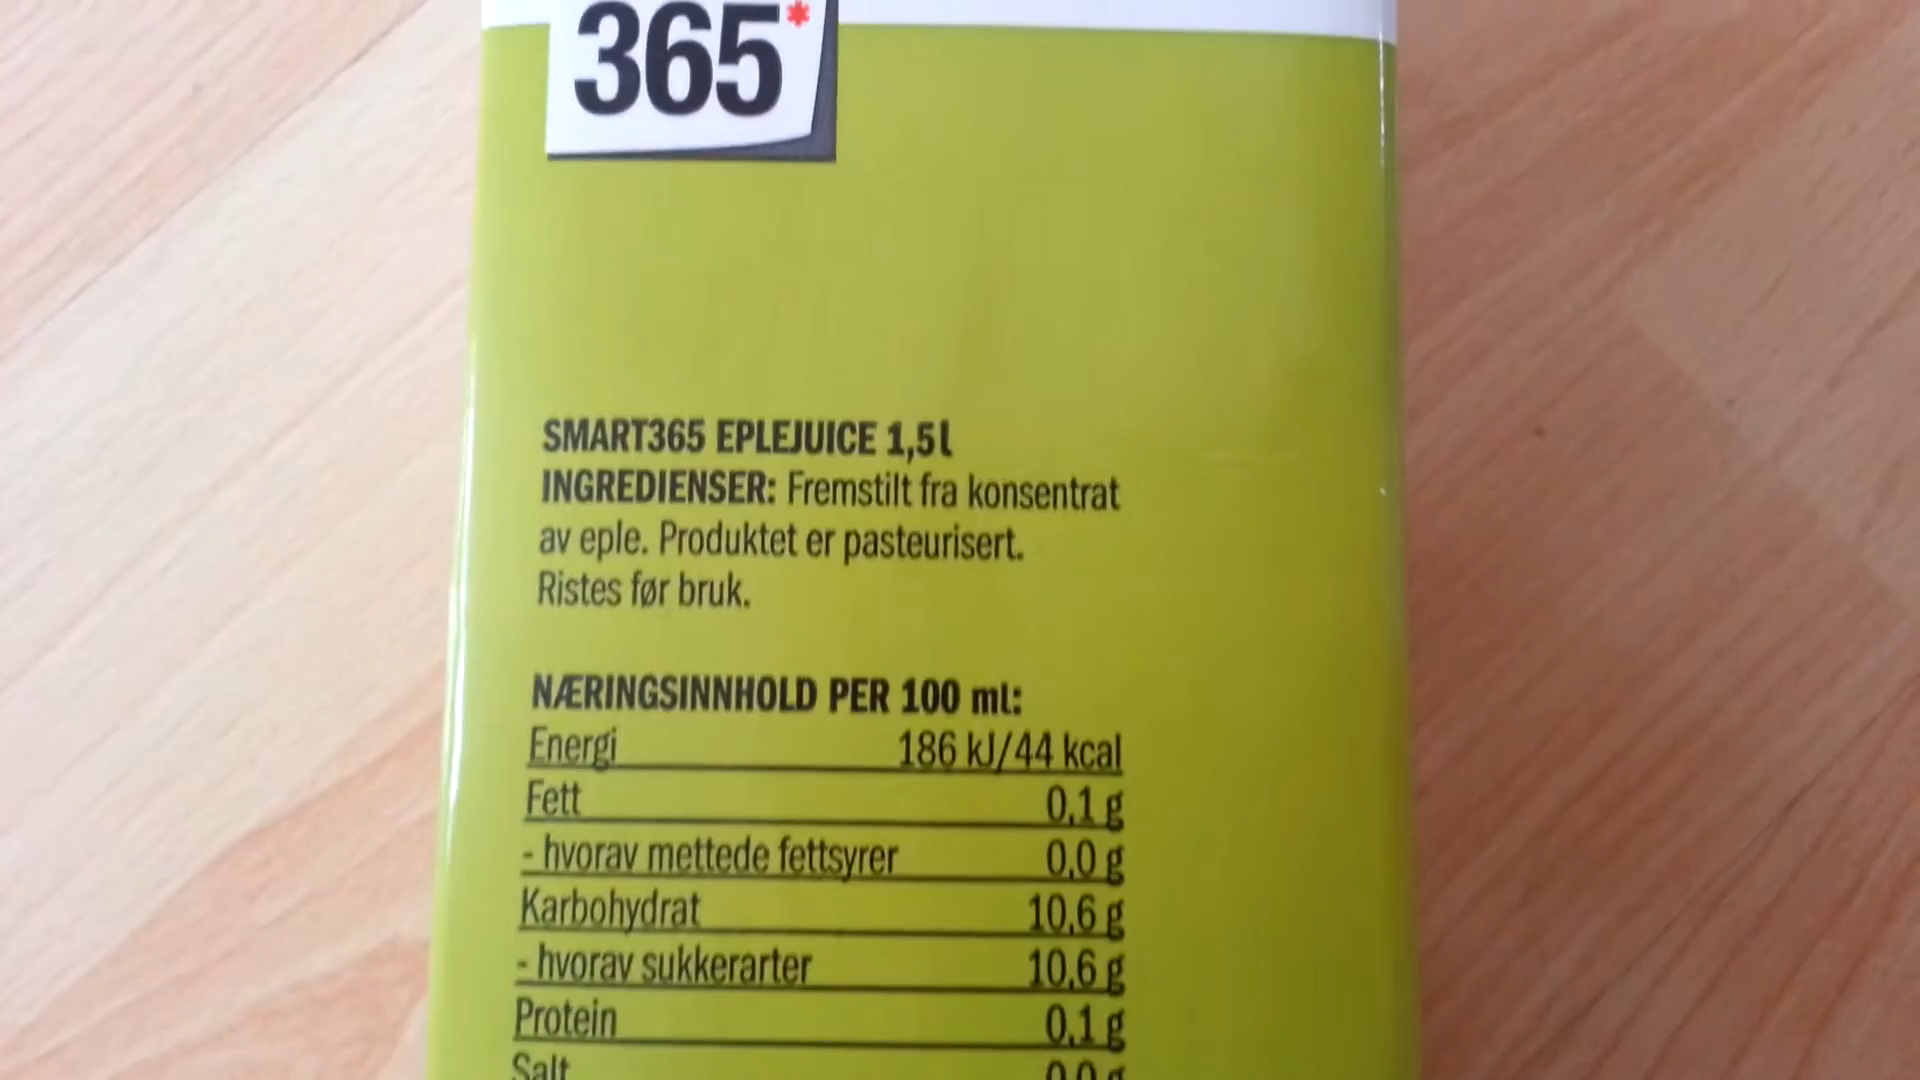 365*
SMART365 EPLEJUICE 1,5l
INGREDIENSER: Fremstilt fra konsentrat
av eple. Produktet er pasteurisert.
Ristes før bruk.
NÆRINGSINNHOLD PER 100 ml:
Energi 186 kJ/44 kcal
Fett 0,1 g
- hvorav mettede fettsyrer 0,0 g
Karbohydrat 10,6 g
- hvorav sukkerarter 10,6 g
Protein 0,1 g
Salt 0,0 g